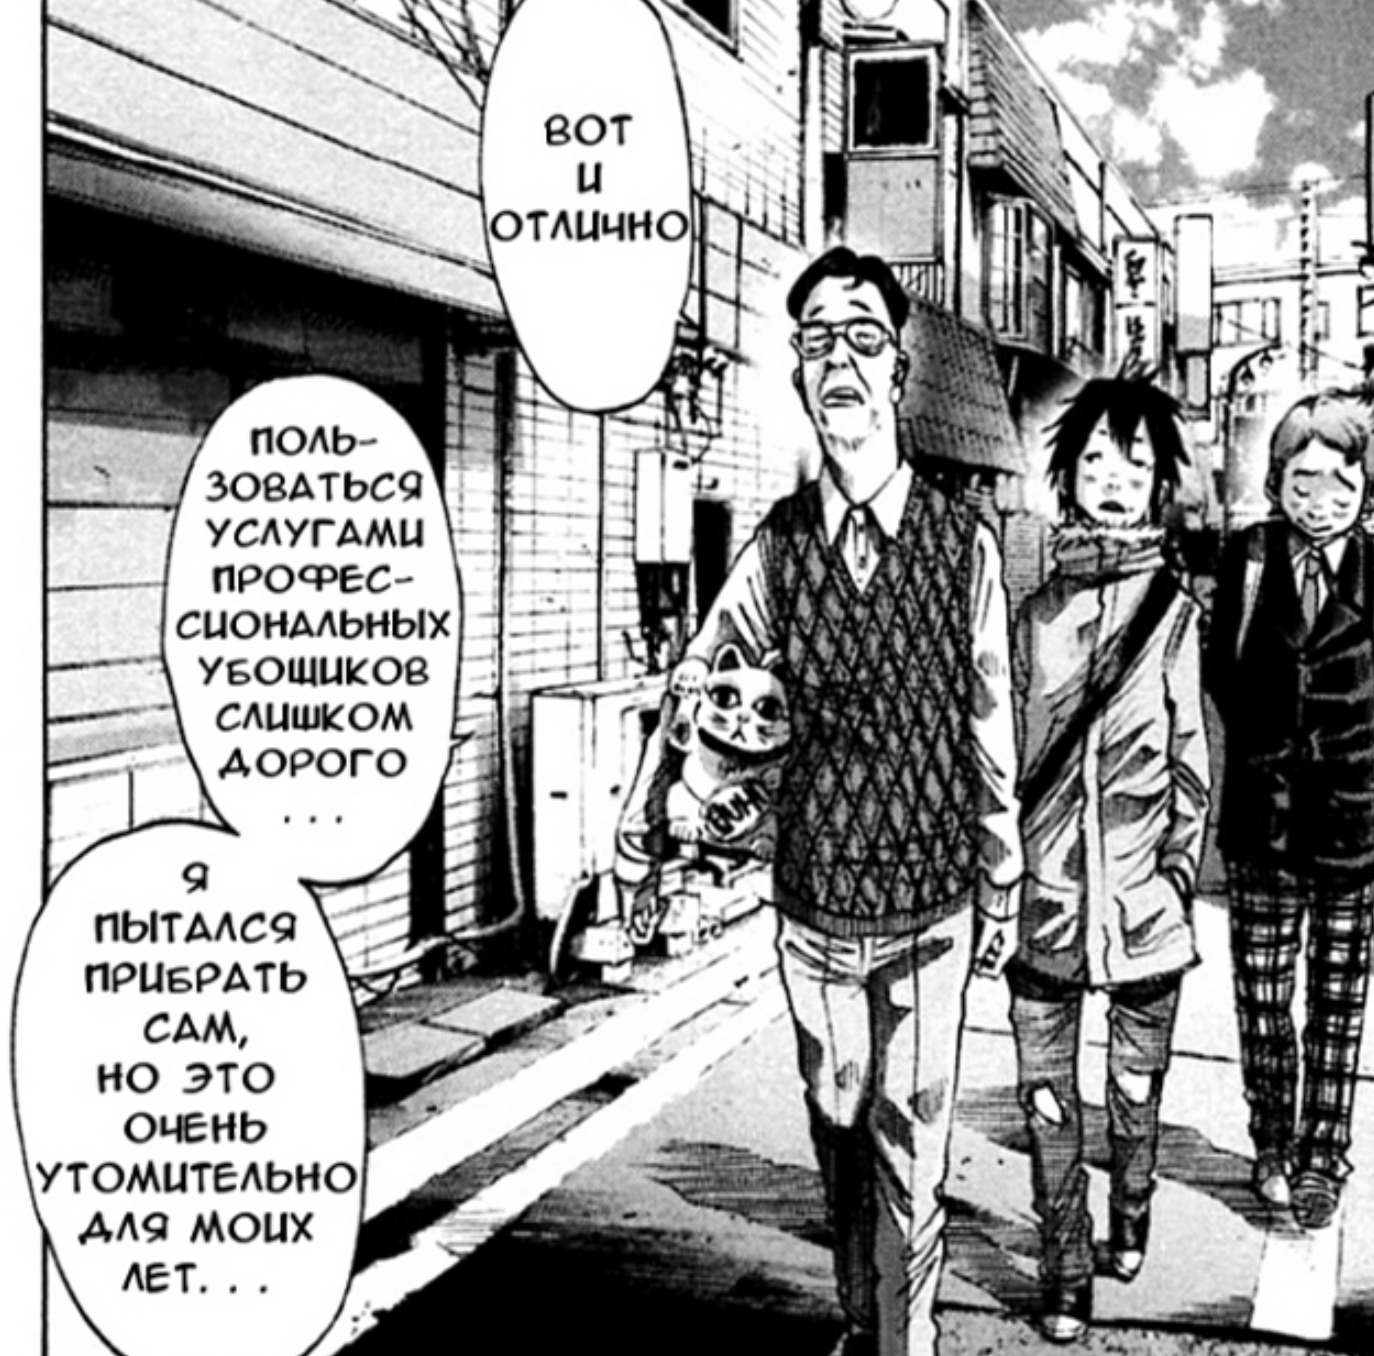 ВОТ
И
ОТЛИЧНО
ПОЛЬ-
ЗОВАТЬСЯ
УСЛУГАМИ
ПРОФЕС-
СИОНАЛЬНЫХ
УБОЩИКОВ
СЛИШКОМ
ДОРОГО
...
Я
ПЫТАЛСЯ
ПРИБРАТЬ
САМ,
НО ЭТО
ОЧЕНЬ
УТОМИТЕЛЬНО
ДЛЯ МОИХ
ЛЕТ...